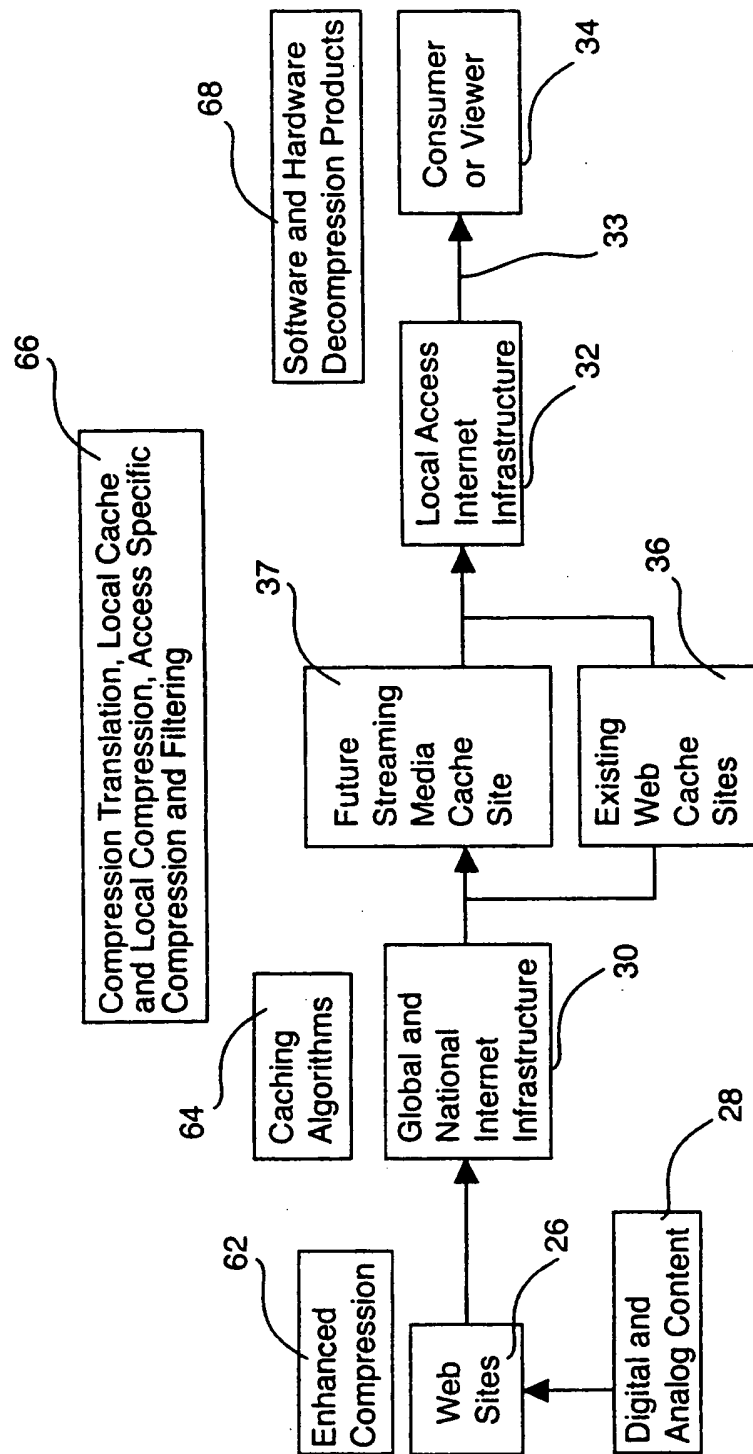 66
Compression Translation, Local Cache
and Local Compression, Access Specific
Compression and Filtering
68
Software and Hardware
Decompression Products
64
Caching
Algorithms
62
Enhanced
Compression
37
Future
Streaming
Media
Cache
Site
Web
Sites
26
Global and
National
Internet
Infrastructure
30
Local Access
Internet
Infrastructure
32
33
Consumer
or Viewer
34
Existing
Web
Cache
Sites
36
Digital and
Analog Content
28